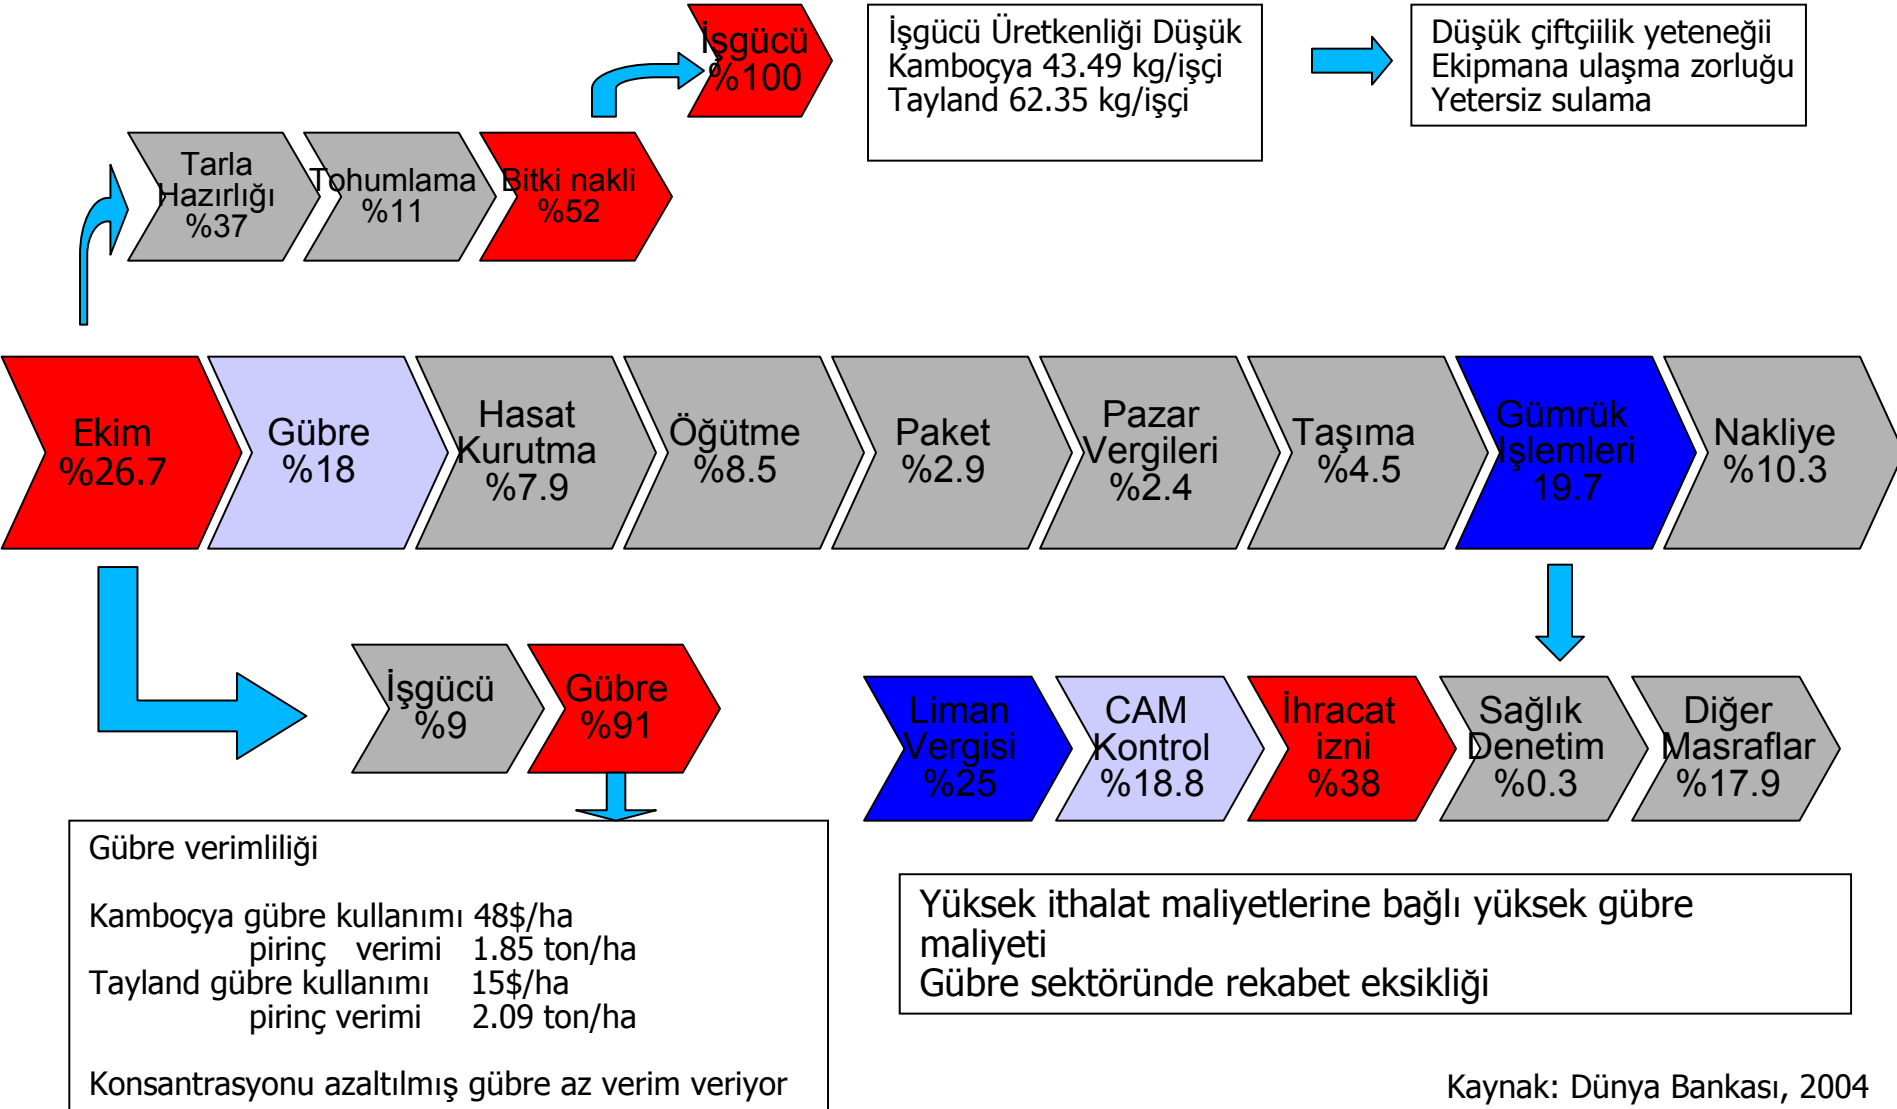 İşgücü
%100
İşgücü Üretkenliği Düşük
Kamboçya 43.49 kg/işçi
Tayland 62.35 kg/işçi
Düşük çiftçiilik yeteneğii
Ekipmana ulaşma zorluğu
Yetersiz sulama
Tarla
Hazırlığı
%37
Tohumlama
%11
Bitki nakli
%52
Ekim
%26.7
Gübre
%18
Hasat
Kurutma
%7.9
Öğütme
%8.5
Paket
%2.9
Pazar
Vergileri
%2.4
Taşıma
%4.5
Gümrük
İşlemleri
19.7
Nakliye
%10.3
İşgücü
%9
Gübre
%91
Liman
Vergisi
%25
CAM
Kontrol
%18.8
İhracat
izni
%38
Sağlık
Denetim
%0.3
Diğer
Masraflar
%17.9
Gübre verimliliği
Kamboçya gübre kullanımı 48$/ha
pirinç verimi 1.85 ton/ha
Tayland gübre kullanımı 15$/ha
pirinç verimi 2.09 ton/ha
Konsantrasyonu azaltılmış gübre az verim veriyor
Yüksek ithalat maliyetlerine bağlı yüksek gübre
maliyeti
Gübre sektöründe rekabet eksikliği
Kaynak: Dünya Bankası, 2004